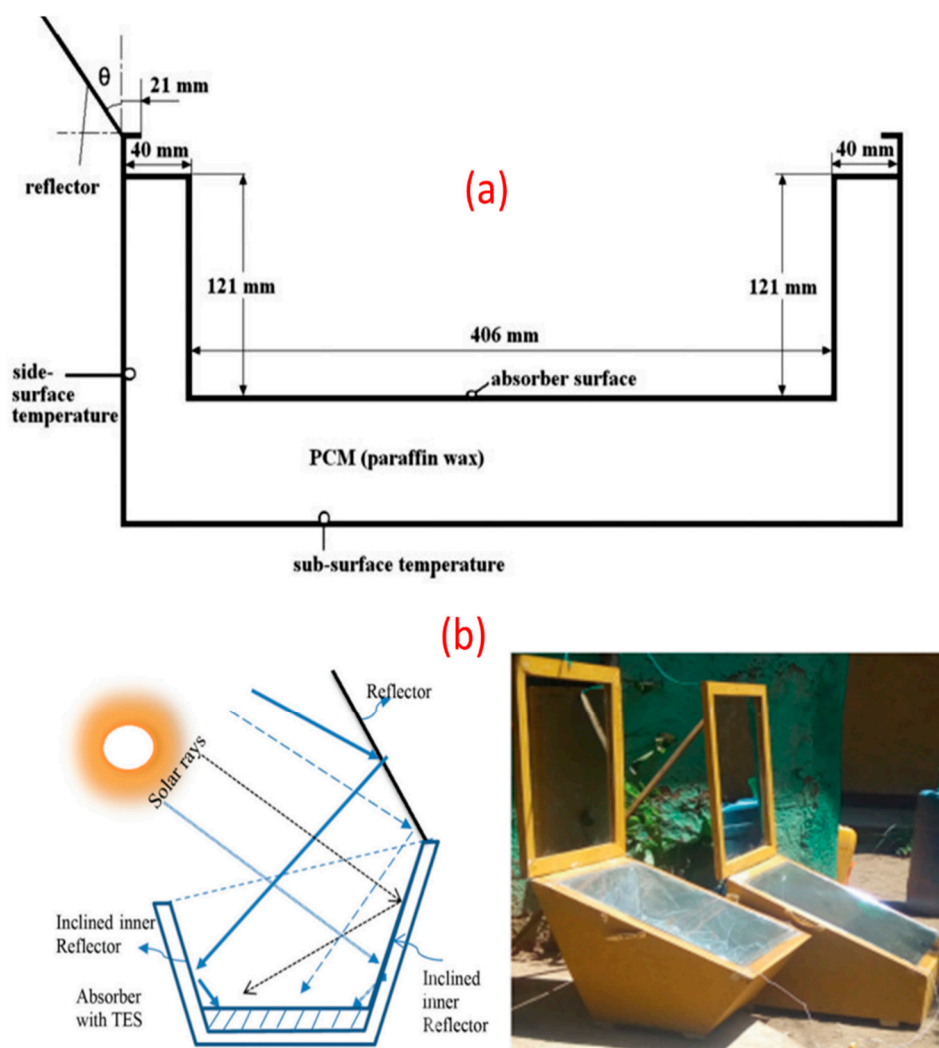 θ
21 mm
40 mm
40 mm
reflector
(a)
121 mm
121 mm
406 mm
side-
surface
temperature
absorber surface
PCM (paraffin wax)
sub-surface temperature
(b)
Reflector
Solar rays
Inclined inner
Reflector
Absorber
with TES
Inclined
inner
Reflector